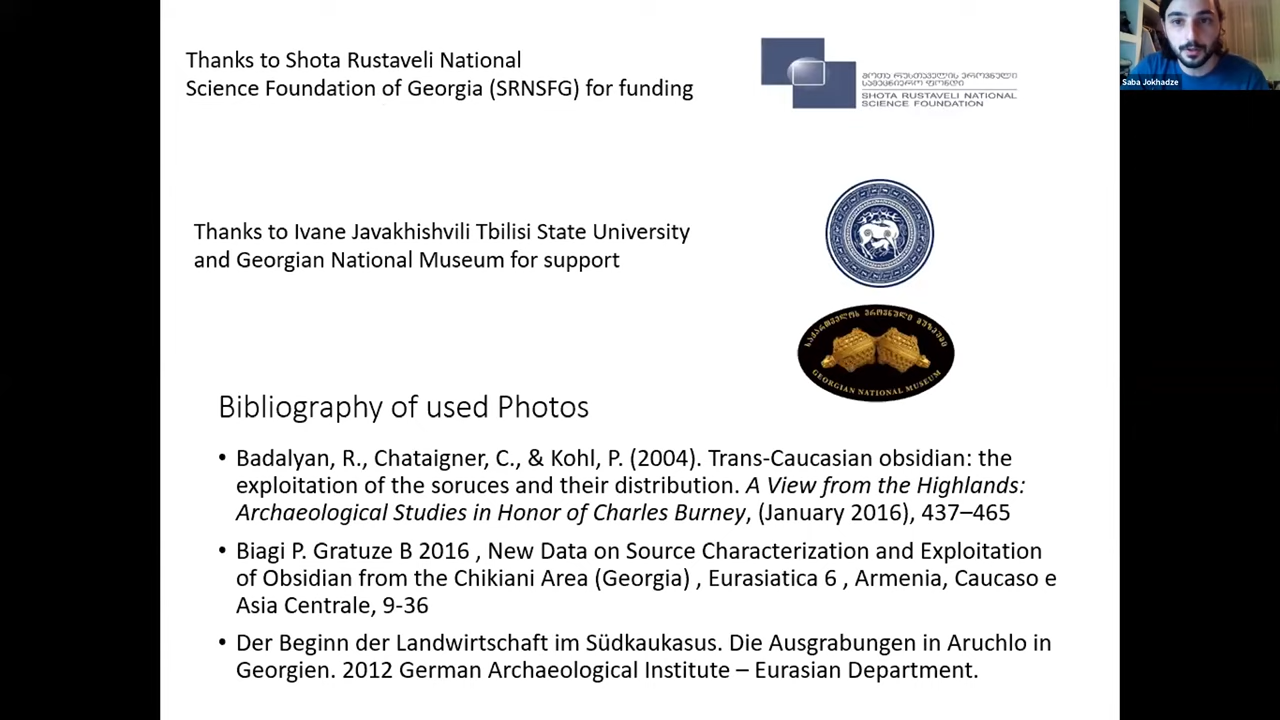 Thanks to Shota Rustaveli National
Science Foundation of Georgia (SRNSFG) for funding
შოთა რუსთაველის ეროვნული
სამეცნიერო ფონდი
SHOTA RUSTAVELI NATIONAL
SCIENCE FOUNDATION
Saba Jokhadze
Thanks to Ivane Javakhishvili Tbilisi State University
and Georgian National Museum for support
საქართველოს ეროვნული მუზეუმი
GEORGIAN NATIONAL MUSEUM
Bibliography of used Photos
• Badalyan, R., Chataigner, C., & Kohl, P. (2004). Trans-Caucasian obsidian: the
exploitation of the soruces and their distribution. A View from the Highlands:
Archaeological Studies in Honor of Charles Burney, (January 2016), 437–465
• Biagi P. Gratuze B 2016 , New Data on Source Characterization and Exploitation
of Obsidian from the Chikiani Area (Georgia) , Eurasiatica 6 , Armenia, Caucaso e
Asia Centrale, 9-36
• Der Beginn der Landwirtschaft im Südkaukasus. Die Ausgrabungen in Aruchlo in
Georgien. 2012 German Archaeological Institute – Eurasian Department.